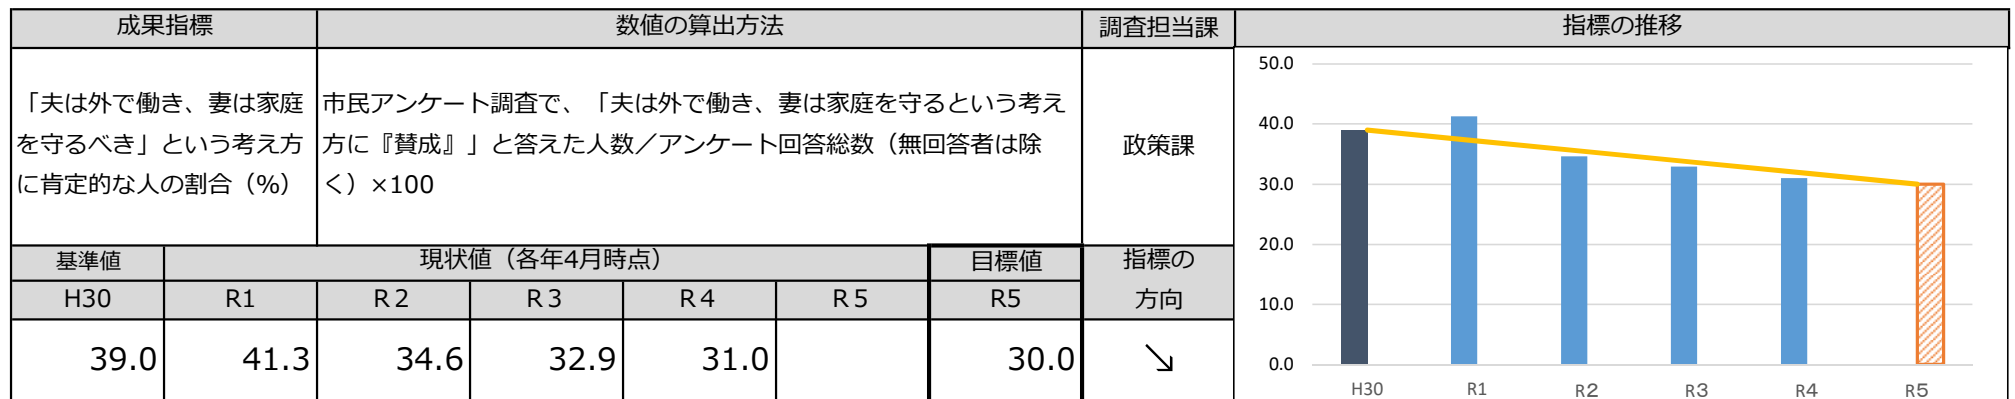 成果指標 数値の算出方法 調査担当課 指標の推移
「夫は外で働き、妻は家庭
を守るべき」という考え方
に肯定的な人の割合（%）
市民アンケート調査で、「夫は外で働き、妻は家庭を守るという考え
方に『賛成』」と答えた人数／アンケート回答総数（無回答者は除
く）×100
政策課
基準値 現状値（各年4月時点） 目標値 指標の
方向
H30 R1 R２ R３ R４ R５ R5
39.0 41.3 34.6 32.9 31.0 30.0 ↘
50.0
40.0
30.0
20.0
10.0
0.0
H30 R1 R２ R３ R４ R５